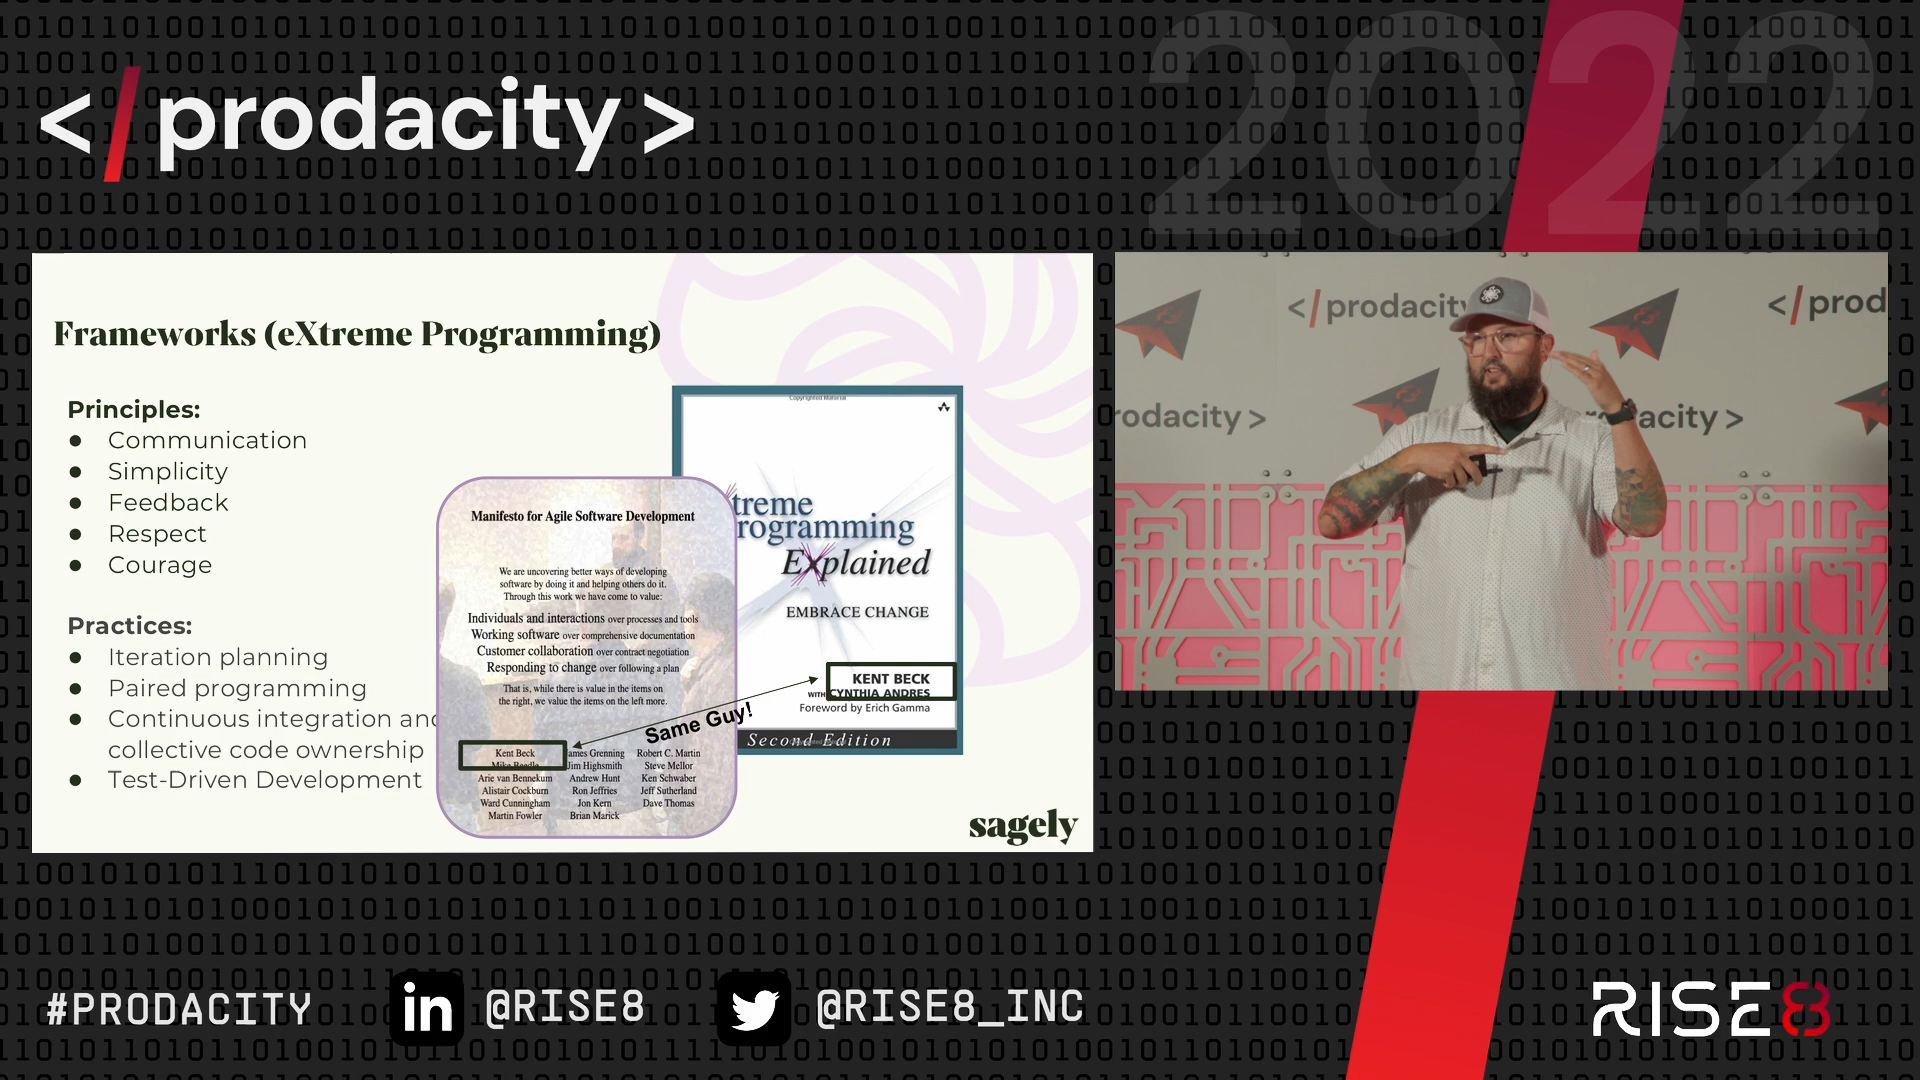 2022
</prodacity>
Frameworks (eXtreme Programming)
Principles:
● Communication
● Simplicity
● Feedback
● Respect
● Courage
Practices:
● Iteration planning
● Paired programming
● Continuous integration and
collective code ownership
● Test-Driven Development
Manifesto for Agile Software Development
We are uncovering better ways of developing
software by doing it and helping others do it.
Through this work we have come to value:
Individuals and interactions over processes and tools
Working software over comprehensive documentation
Customer collaboration over contract negotiation
Responding to change over following a plan
That is, while there is value in the items on
the right, we value the items on the left more.
Kent Beck
Mike Beedle
Arie van Bennekum
Alistair Cockburn
Ward Cunningham
Martin Fowler
James Grenning
Jim Highsmith
Andrew Hunt
Ron Jeffries
Jon Kern
Brian Marick
Robert C. Martin
Steve Mellor
Ken Schwaber
Jeff Sutherland
Dave Thomas
Same Guy!
Copyrighted Material
treme
rogramming
Explained
EMBRACE CHANGE
KENT BECK
WITH CYNTHIA ANDRES
Foreword by Erich Gamma
Second Edition
sagely
</prodacity
</prod
rodacity>
odacity>
#PRODACITY
in
@RISE8
@RISE8_INC
RISE8